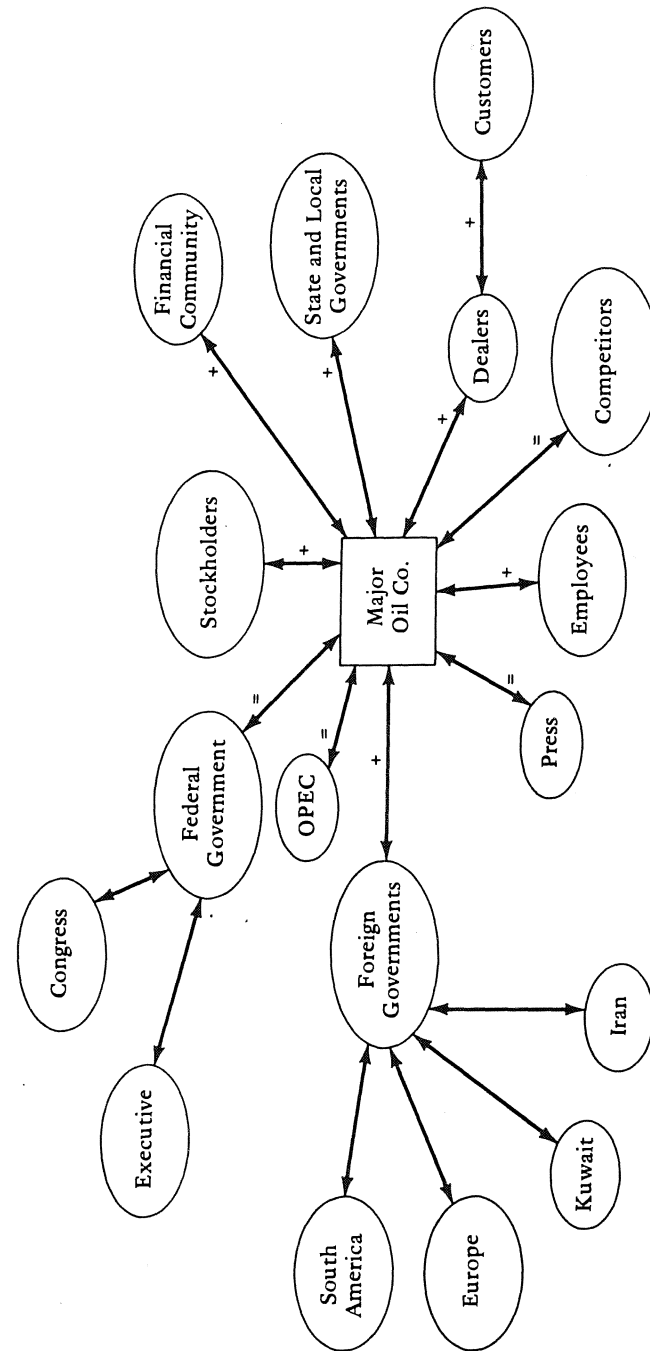 Congress
Executive
Federal
Government
Stockholders
Financial
Community
State and Local
Governments
=
+
+
+
OPEC
=
Major
Oil Co.
+
+
Dealers
+
Customers
Foreign
Governments
South
America
Europe
Kuwait
Iran
=
Press
+
Employees
=
Competitors